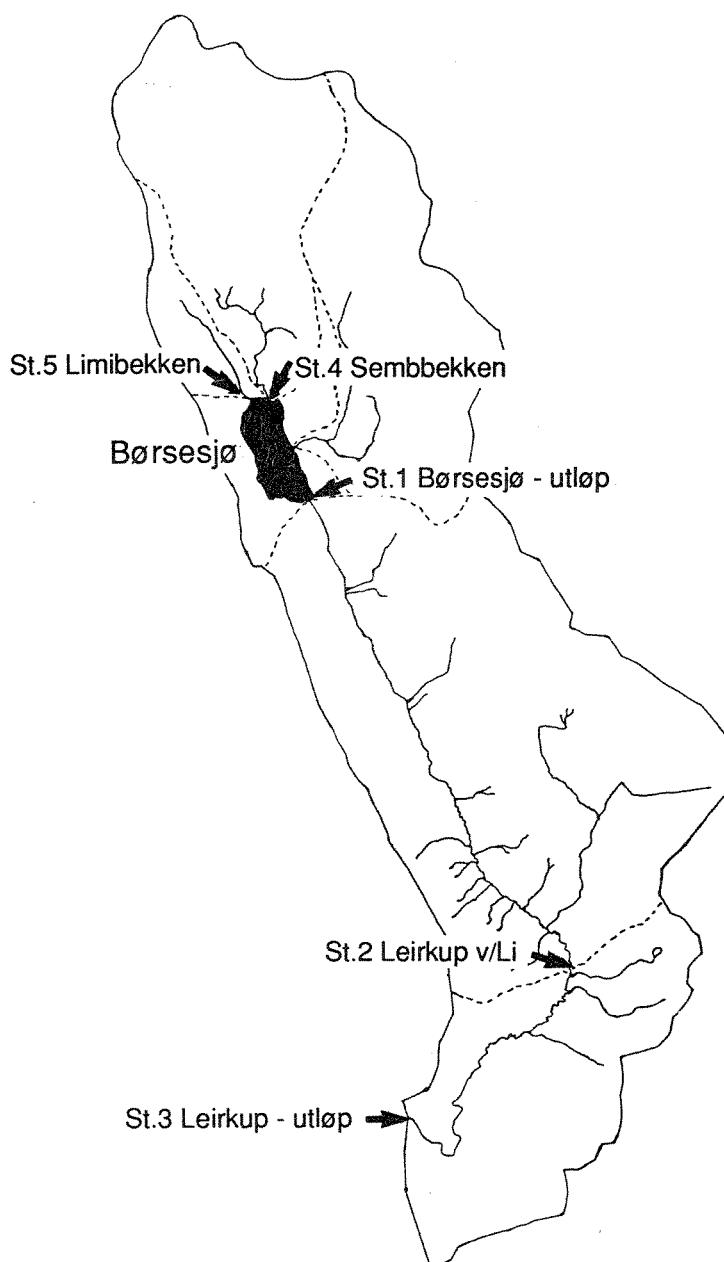 St.5 Limibekken
St.4 Sembbekken
Børsesjø
St.1 Børsesjø - utløp
St.2 Leirkup v/Li
St.3 Leirkup - utløp